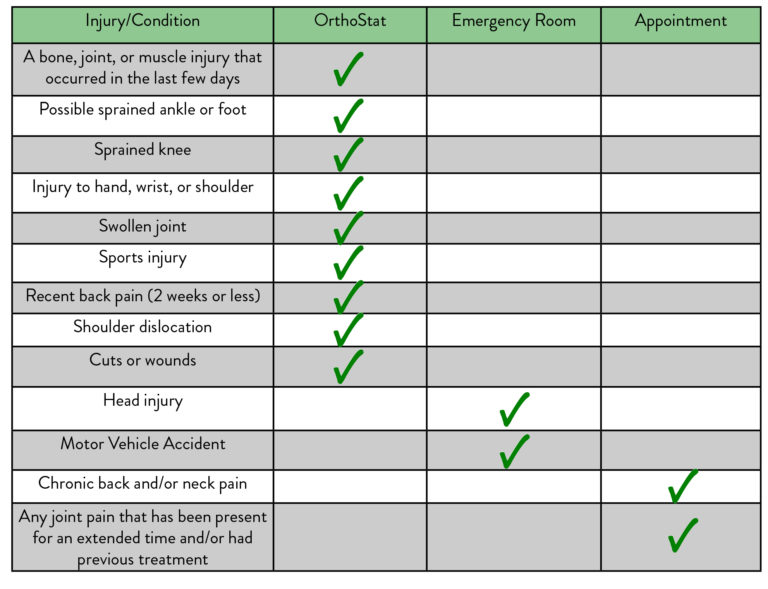 Injury/Condition OrthoStat Emergency Room Appointment
A bone, joint, or muscle injury that
occurred in the last few days
Possible sprained ankle or foot
Sprained knee
Injury to hand, wrist, or shoulder
Swollen joint
Sports injury
Recent back pain (2 weeks or less)
Shoulder dislocation
Cuts or wounds
Head injury
Motor Vehicle Accident
Chronic back and/or neck pain
Any joint pain that has been present
for an extended time and/or had
previous treatment